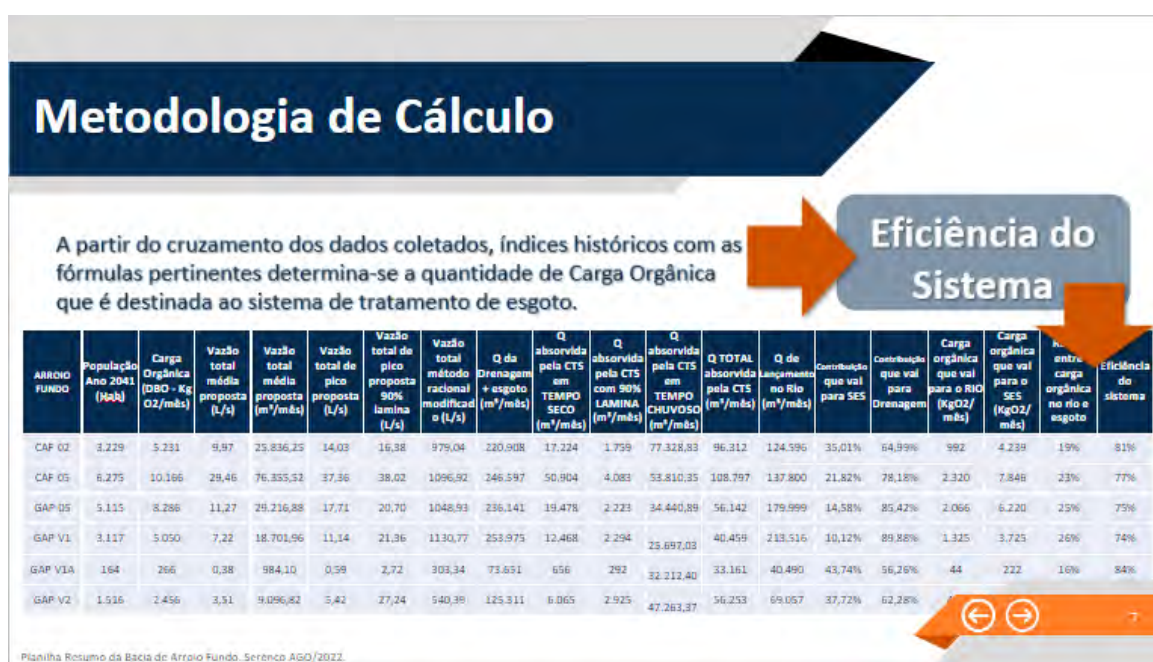 Metodologia de Cálculo
A partir do cruzamento dos dados coletados, índices históricos com as
fórmulas pertinentes determina-se a quantidade de Carga Orgânica
que é destinada ao sistema de tratamento de esgoto.
Eficiência do
Sistema
ARROIO FUNDO | População Ano 2041 (Hab) | Carga Orgânica (DBO - Kg O2/mês) | Vazão total média proposta (L/s) | Vazão total média proposta (m³/mês) | Vazão total de pico proposta (L/s) | Vazão total de pico proposta 90% lamina (L/s) | Vazão total método racional modificado (L/s) | Q da Drenagem + esgoto (m³/mês) | Q absorvida pela CTS em TEMPO SECO (m³/mês) | Q absorvida pela CTS com 90% LAMINA (m³/mês) | Q absorvida pela CTS em TEMPO CHUVOSO (m³/mês) | Q TOTAL absorvida pela CTS (m³/mês) | Q de Lançamento no Rio (m³/mês) | Contribuição que vai para SES | Contribuição que vai para Drenagem | Carga orgânica que vai para o RIO (KgO2/mês) | Carga orgânica que vai para o SES (KgO2/mês) | entre carga orgânica no rio e esgoto | Eficiência do sistema
CAF 02 3.229 5.231 9,97 25.836,25 14,03 16,38 979,04 220.908 17.224 1.759 77.328,83 96.312 124.596 35,01% 64,99% 992 4.239 19% 81%
CAF 05 6.275 10.166 29,46 76.355,52 37,36 38,02 1096,92 246.597 50.904 4.083 53.810,35 108.797 137.800 21,82% 78,18% 2.320 7.846 23% 77%
GAP 05 5.115 8.286 11,27 29.216,88 17,71 20,70 1048,93 236.141 19.478 2.223 34.440,89 56.142 179.999 14,58% 85,42% 2.066 6.220 25% 75%
GAP V1 3.117 5.050 7,22 18.701,96 11,14 21,36 1130,77 253.975 12.468 2.294 25.697,03 40.459 213.516 10,12% 89,88% 1.325 3.725 26% 74%
GAP V1A 164 266 0,38 984,10 0,59 2,72 303,34 73.651 656 292 32.212,40 33.161 40.490 43,74% 56,26% 44 222 16% 84%
GAP V2 1.516 2.456 3,51 9.096,82 5,42 27,24 540,39 125.311 6.065 2.925 47.263,37 56.253 69.057 37,72% 62,28%
7
Planilha Resumo da Bacia de Arroio Fundo. Serenco AGO/2022.